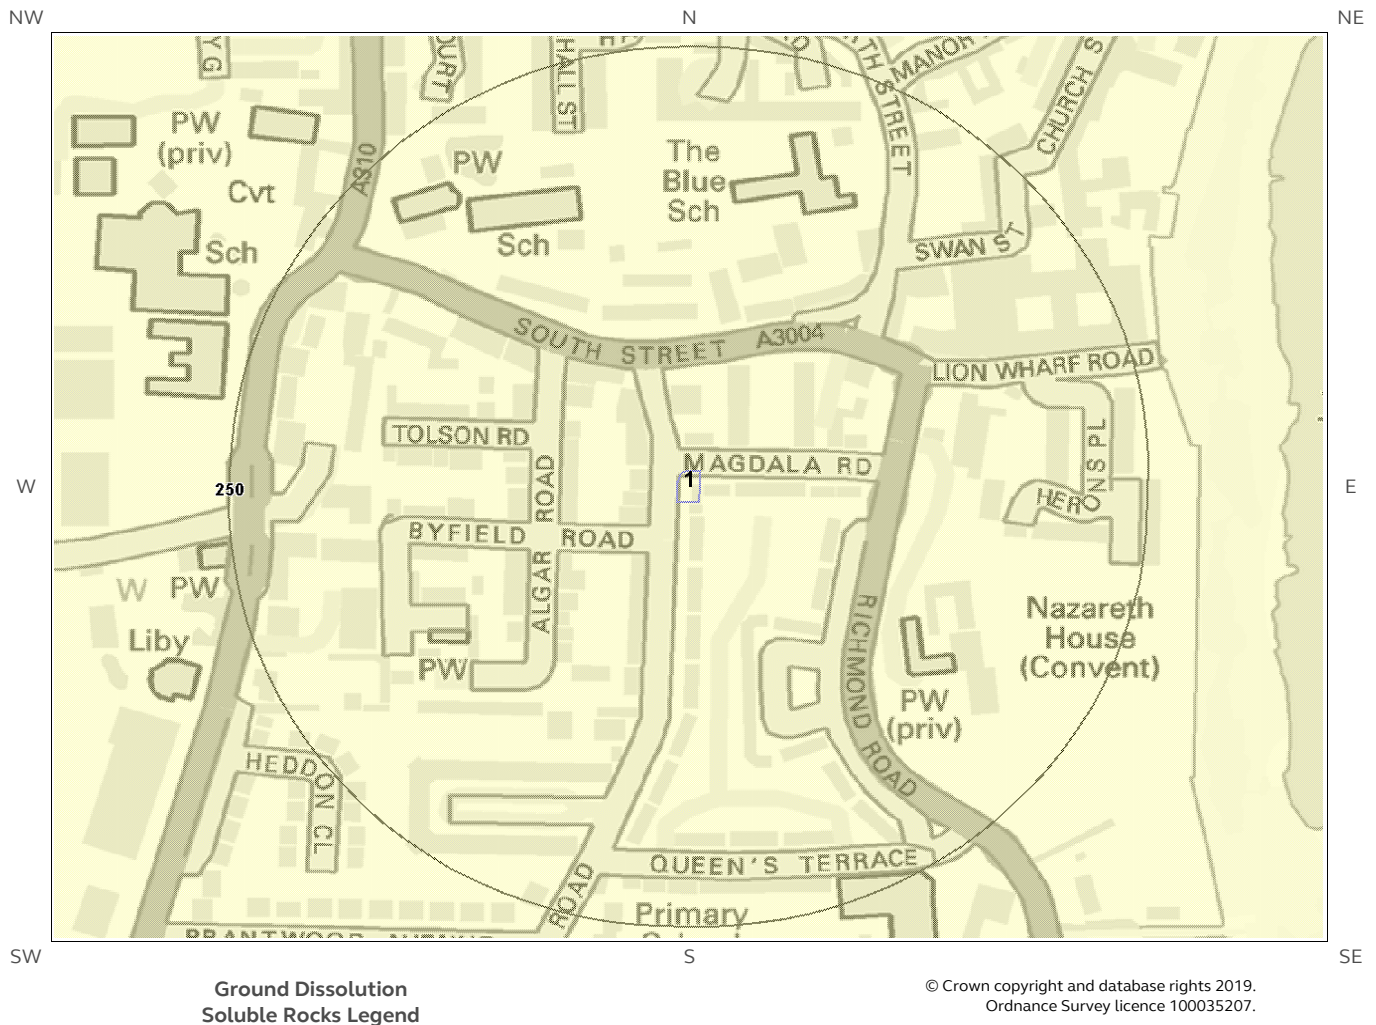 NW
N
NE
Y G
OURT
HALL ST
TH STREET
MANOR
CHURCH S
PW
(priv)
A310
PW
The
Blue
Sch
Cvt
Sch
Sch
SWAN ST
SOUTH STREET A3004
LION WHARF ROAD
TOLSON RD
MAGDALA RD
HERONS PL
W
250
1
E
ALGAR ROAD
BYFIELD ROAD
W
PW
Liby
PW
RICHMOND ROAD
Nazareth
House
(Convent)
PW
(priv)
HEDDON CL
QUEEN'S TERRACE
ROAD
Primary
SW
S
SE
Ground Dissolution
Soluble Rocks Legend
© Crown copyright and database rights 2019.
Ordnance Survey licence 100035207.